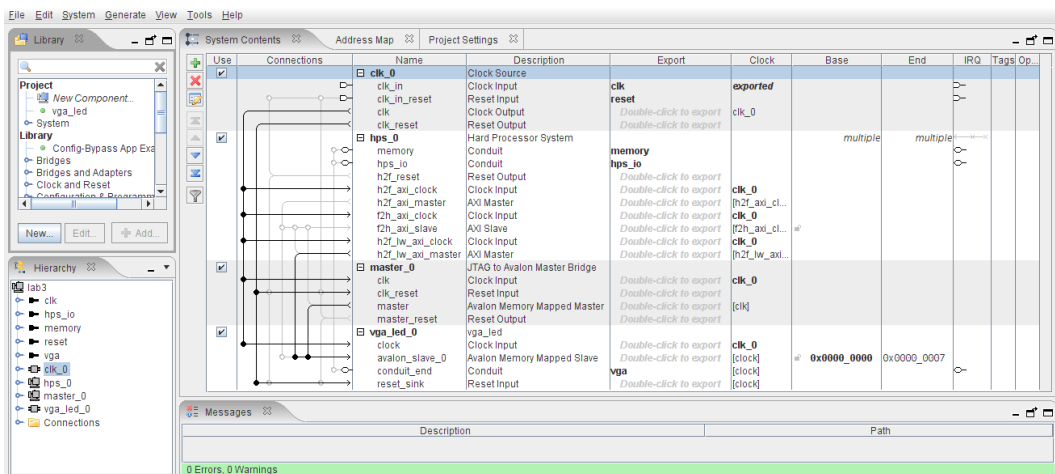 File Edit System Generate View Tools Help
Library
System Contents Address Map Project Settings
Use Connections Name Description Export Clock Base End IRQ Tags Op...
Project
New Component...
vga_led
System
Library
Config-Bypass App Exa
Bridges
Bridges and Adapters
Clock and Reset
Configuration & Programm
New... Edit... Add...
Hierarchy
lab3
clk
hps_io
memory
reset
vga
clk_0
hps_0
master_0
vga_led_0
Connections
clk_0 Clock Source
clk_in Clock Input clk exported
clk_in_reset Reset Input reset
clk Clock Output Double-click to export clk_0
clk_reset Reset Output Double-click to export
hps_0 Hard Processor System multiple multiple
memory Conduit memory
hps_io Conduit hps_io
h2f_reset Reset Output Double-click to export
h2f_axi_clock Clock Input Double-click to export clk_0
h2f_axi_master AXI Master Double-click to export [h2f_axi_cl...
f2h_axi_clock Clock Input Double-click to export clk_0
f2h_axi_slave AXI Slave Double-click to export [f2h_axi_cl...
h2f_lw_axi_clock Clock Input Double-click to export clk_0
h2f_lw_axi_master AXI Master Double-click to export [h2f_lw_axi...
master_0 JTAG to Avalon Master Bridge
clk Clock Input Double-click to export clk_0
clk_reset Reset Input Double-click to export
master Avalon Memory Mapped Master Double-click to export [clk]
master_reset Reset Output Double-click to export
vga_led_0 vga_led
clock Clock Input Double-click to export clk_0
avalon_slave_0 Avalon Memory Mapped Slave Double-click to export [clock] 0x0000_0000 0x0000_0007
conduit_end Conduit vga [clock]
reset_sink Reset Input Double-click to export [clock]
Messages
Description Path
0 Errors, 0 Warnings